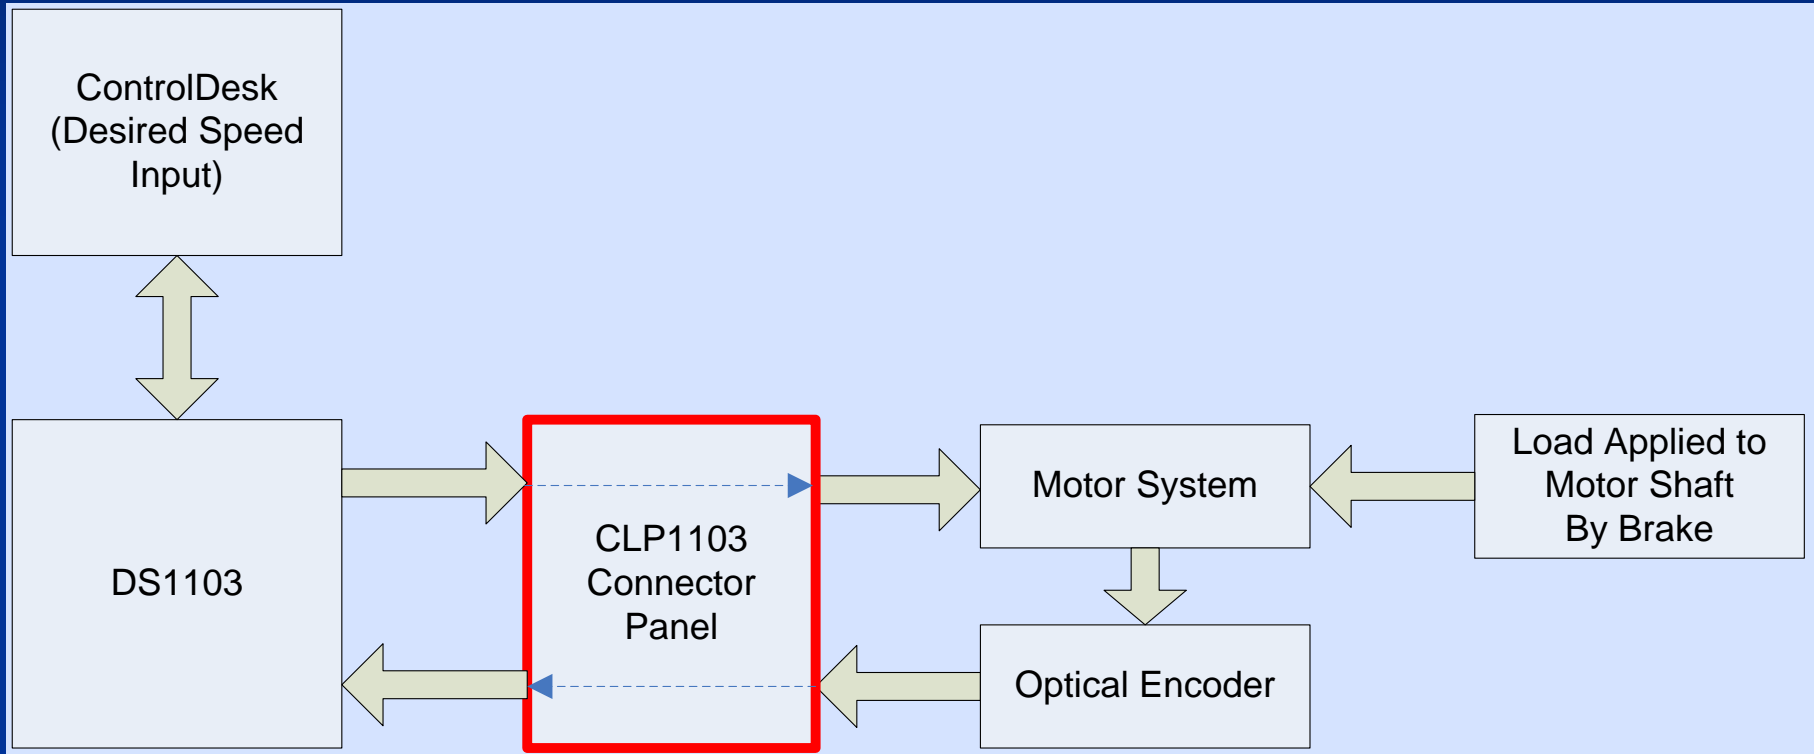 ControlDesk
(Desired Speed
Input)
DS1103
CLP1103
Connector
Panel
Motor System
Load Applied to
Motor Shaft
By Brake
Optical Encoder